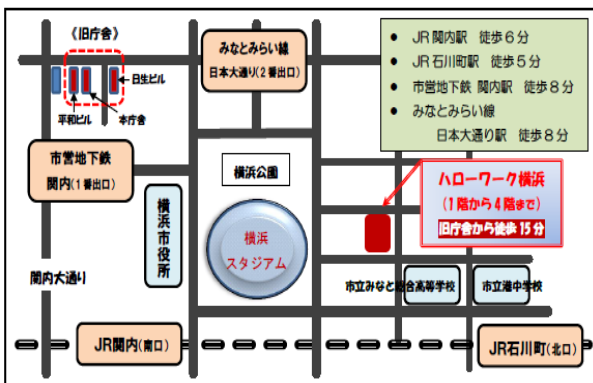 《旧庁舎》
日生ビル
平和ビル
本庁舎
みなとみらい線
日本大通り(2番出口)
● JR関内駅 徒歩6分
● JR石川町駅 徒歩5分
● 市営地下鉄 関内駅 徒歩8分
● みなとみらい線
日本大通り駅 徒歩8分
市営地下鉄
関内(1番出口)
横浜市役所
横浜公園
横浜
スタジアム
ハローワーク横浜
(1階から4階まで)
旧庁舎から徒歩15分
関内大通り
市立みなと総合高等学校
市立港中学校
JR関内(南口)
JR石川町(北口)